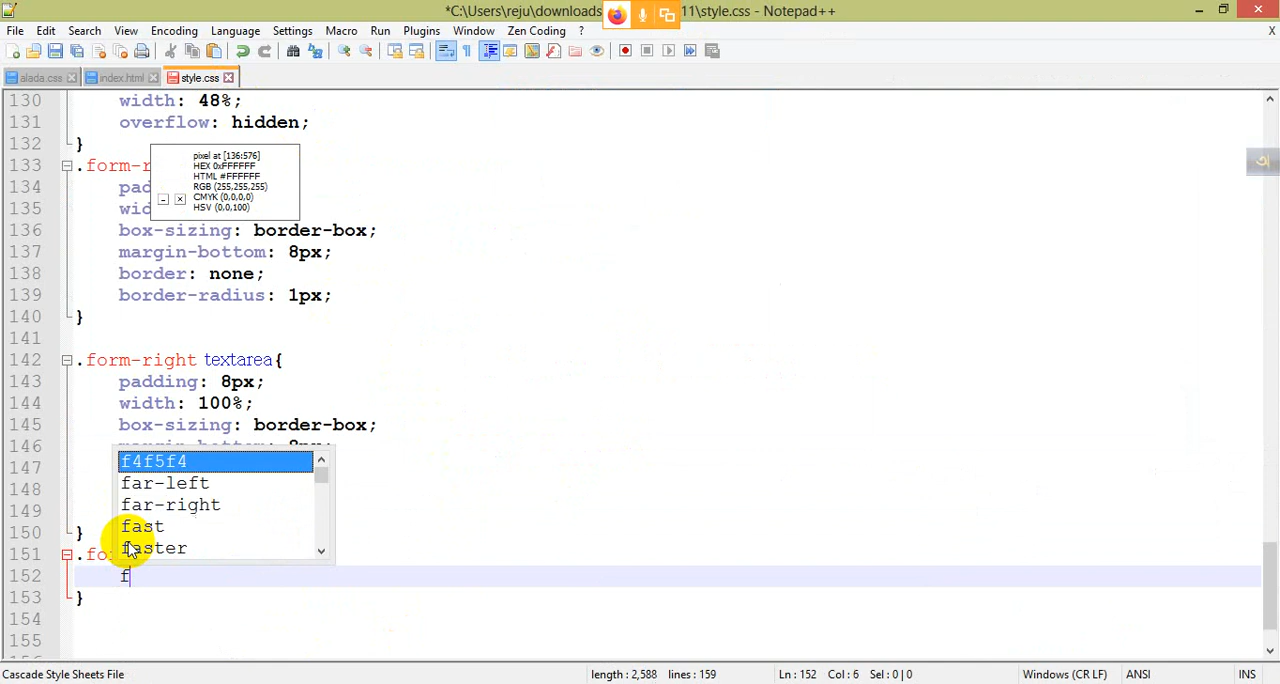 *C:\Users\reju\downloads 11\style.css - Notepad++
File Edit Search View Encoding Language Settings Macro Run Plugins Window Zen Coding ? X
alada.css index.html style.css
130 width: 48%;
131 overflow: hidden;
132 }
133 .form-r
134 pad
135 wid
136 box-sizing: border-box;
137 margin-bottom: 8px;
138 border: none;
139 border-radius: 1px;
140 }
141
142 .form-right textarea{
143 padding: 8px;
144 width: 100%;
145 box-sizing: border-box;
146 margin-bottom: 8px;
147
148
149
150 }
151 .fo
152 f
153 }
154
155
pixel at [136:576]
HEX 0xFFFFFF
HTML #FFFFFF
RGB (255,255,255)
CMYK (0,0,0,0)
HSV (0,0,100)
f4f5f4
far-left
far-right
fast
faster
অ
Cascade Style Sheets File length : 2,588 lines : 159 Ln : 152 Col : 6 Sel : 0 | 0 Windows (CR LF) ANSI INS